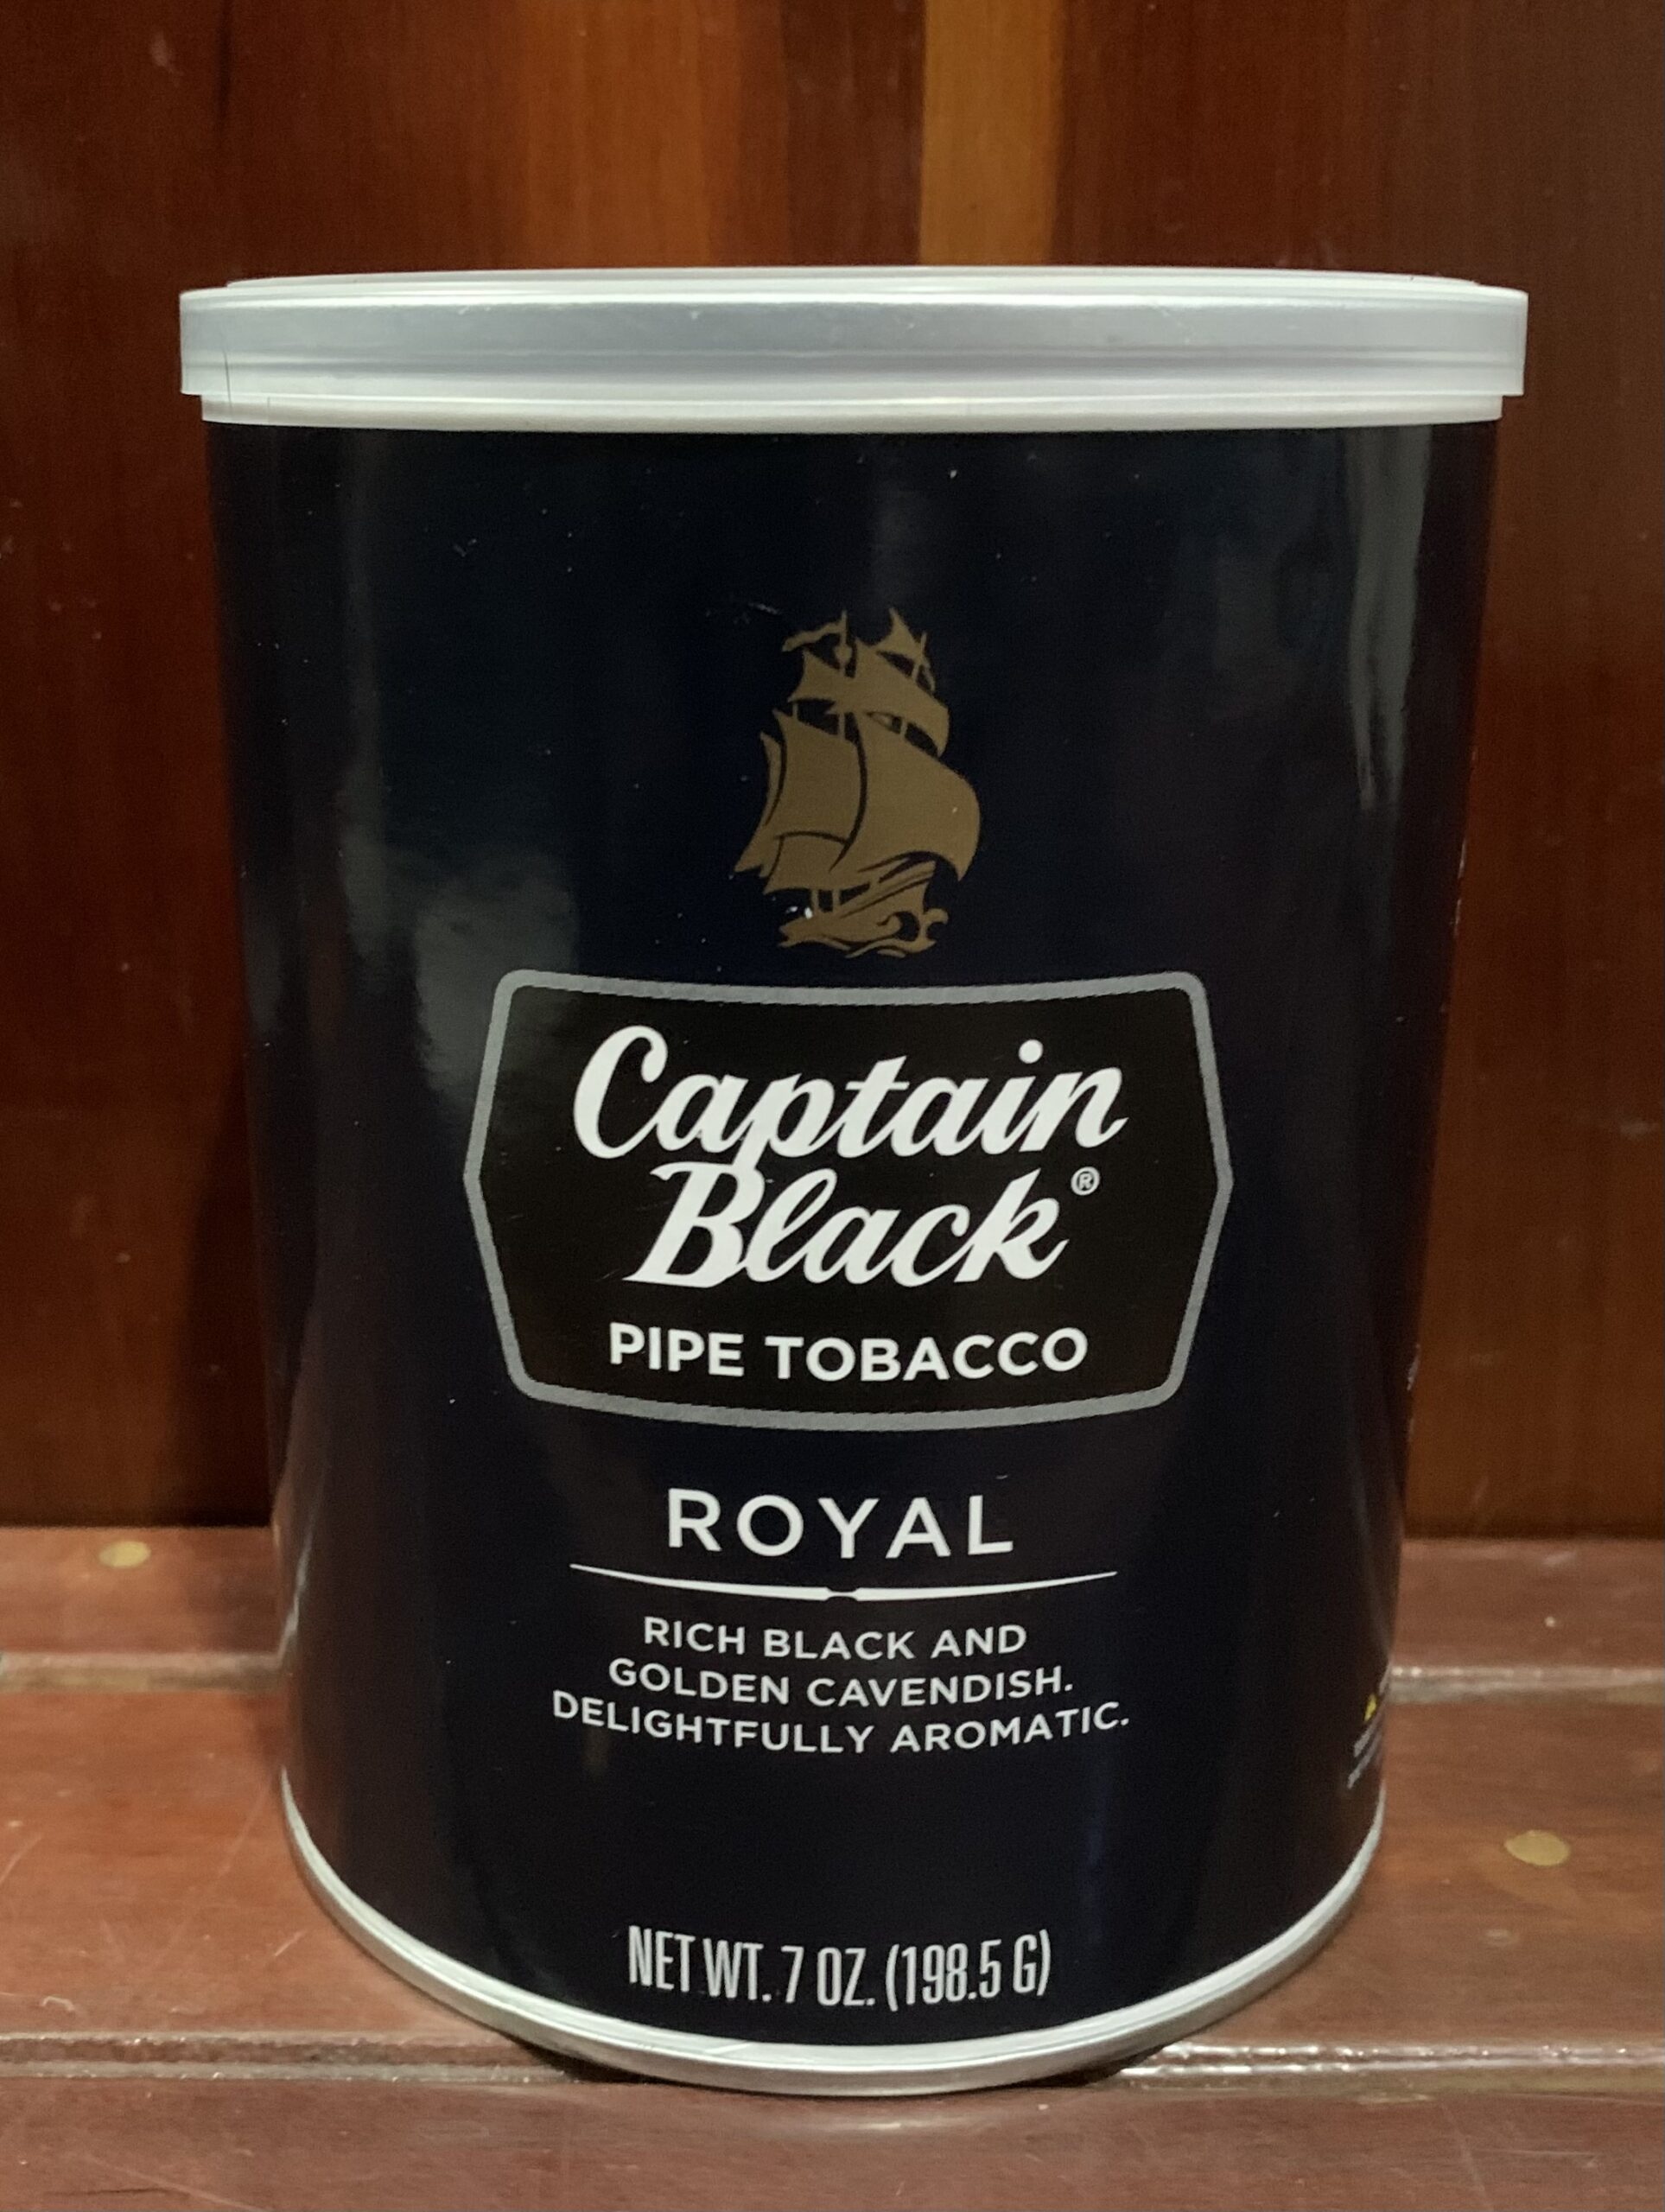 Captain
Black®
PIPE TOBACCO
ROYAL
RICH BLACK AND
GOLDEN CAVENDISH.
DELIGHTFULLY AROMATIC.
NET WT. 7 OZ. (198.5 G)